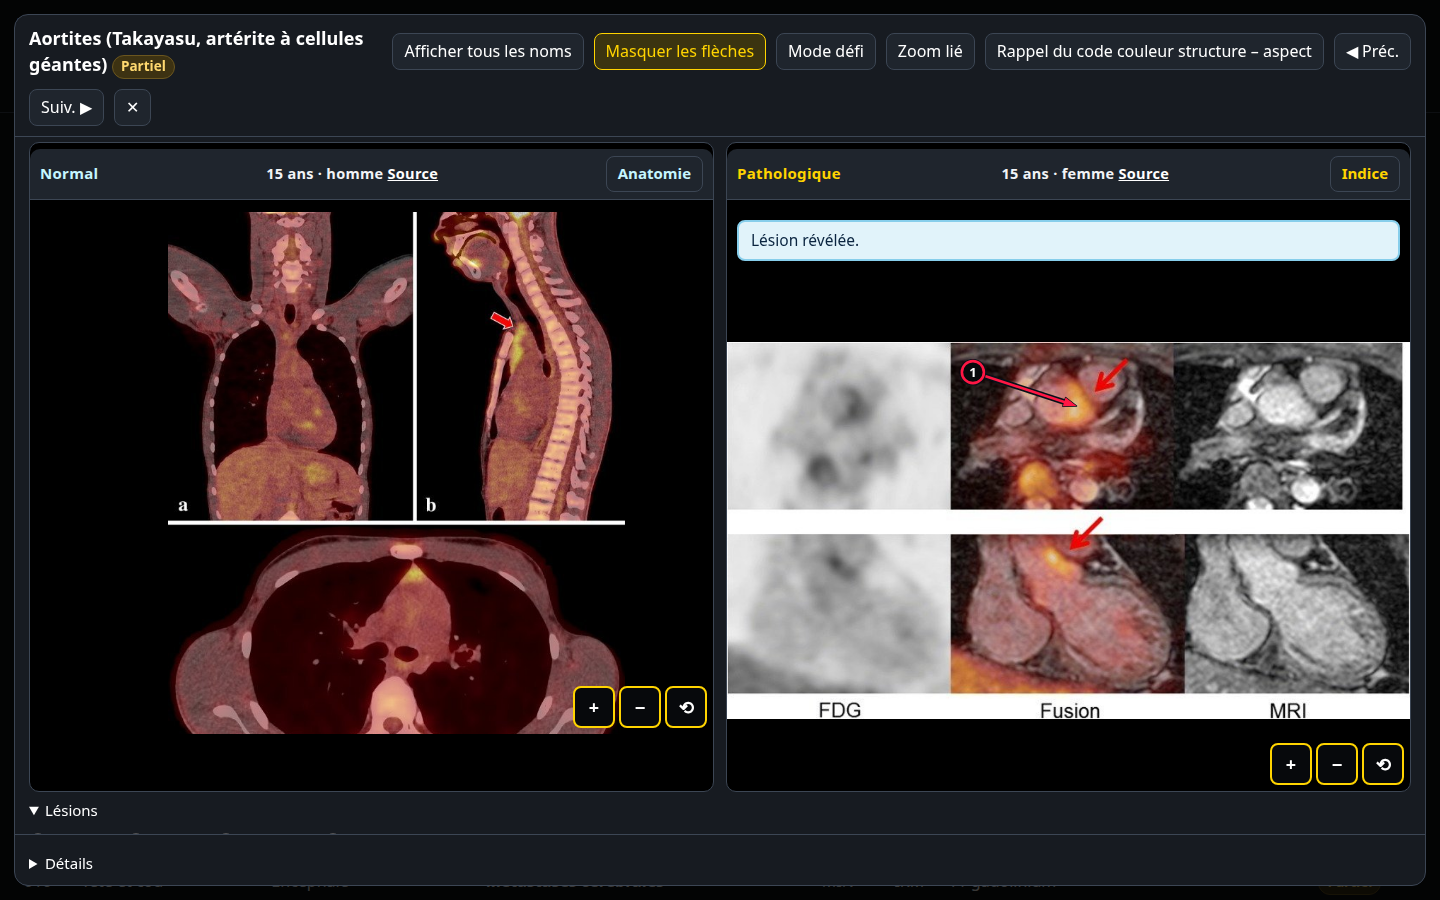 Aortites (Takayasu, artérite à cellules géantes) Partiel
Afficher tous les noms
Masquer les flèches
Mode défi
Zoom lié
Rappel du code couleur structure – aspect
◀ Préc.
Suiv. ▶
✕
Normal
15 ans · homme Source
Anatomie
a
b
+
−
⟲
Pathologique
15 ans · femme Source
Indice
Lésion révélée.
1
FDG
Fusion
MRI
+
−
⟲
▼ Lésions
▶ Détails